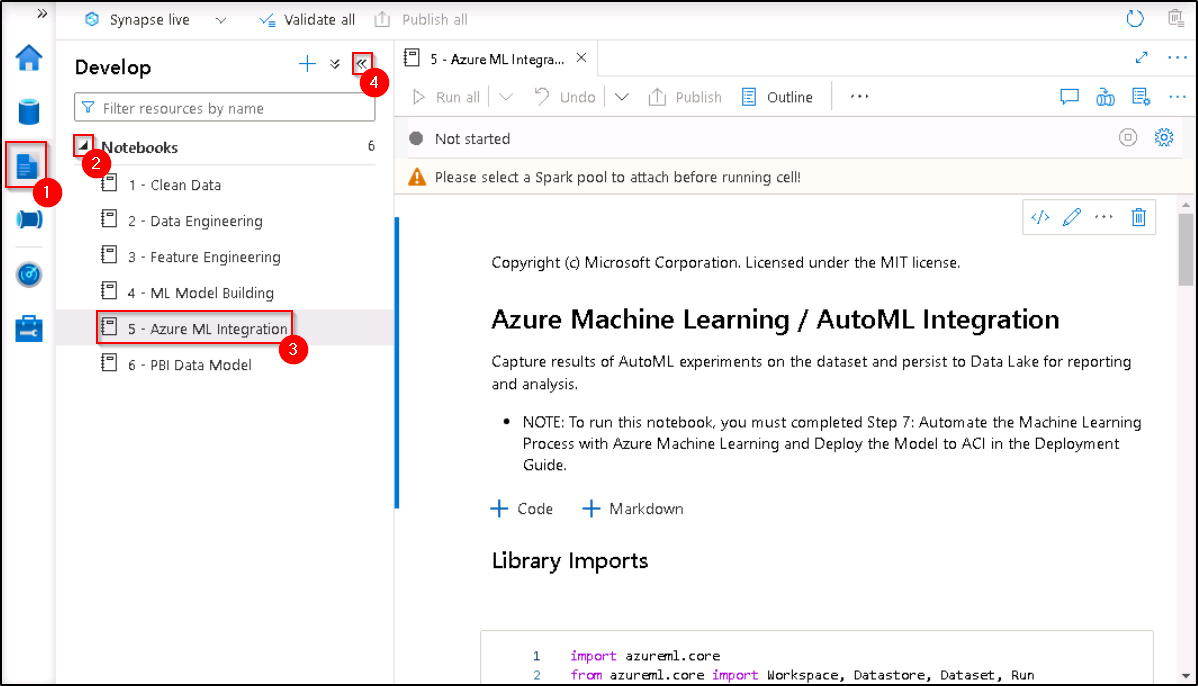 Synapse live
Validate all
Publish all
Develop
4
Filter resources by name
Notebooks
6
2
1
1 - Clean Data
2 - Data Engineering
3 - Feature Engineering
4 - ML Model Building
5 - Azure ML Integration
3
6 - PBI Data Model
5 - Azure ML Integra...
Run all
Undo
Publish
Outline
Not started
Please select a Spark pool to attach before running cell!
Copyright (c) Microsoft Corporation. Licensed under the MIT license.
Azure Machine Learning / AutoML Integration
Capture results of AutoML experiments on the dataset and persist to Data Lake for reporting
and analysis.
NOTE: To run this notebook, you must completed Step 7: Automate the Machine Learning
Process with Azure Machine Learning and Deploy the Model to ACI in the Deployment
Guide.
+ Code
+ Markdown
Library Imports
1 import azureml.core
2 from azureml.core import Workspace, Datastore, Dataset, Run